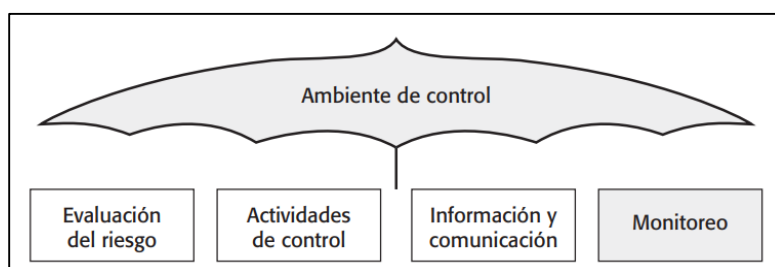 Ambiente de control
Evaluación
del riesgo
Actividades
de control
Información y
comunicación
Monitoreo